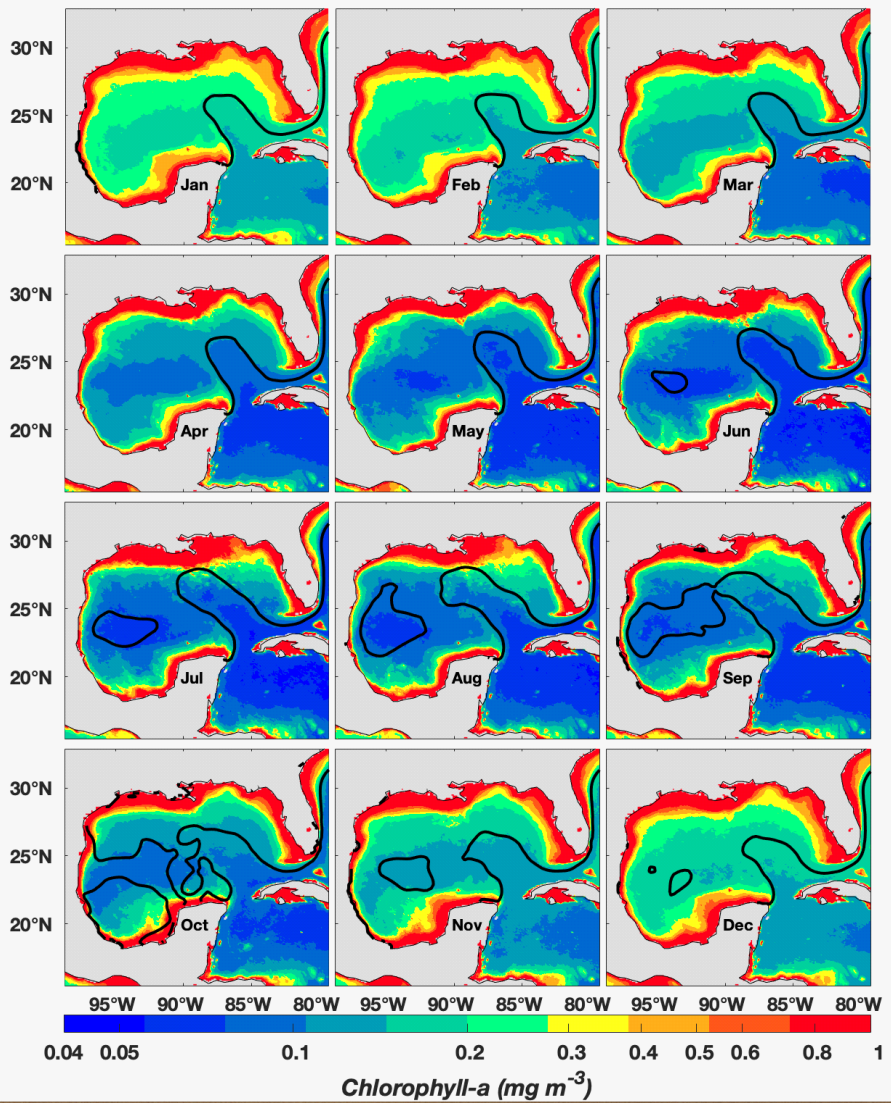 30°N
25°N
20°N
Jan
Feb
Mar
30°N
25°N
20°N
Apr
May
Jun
30°N
25°N
20°N
Jul
Aug
Sep
30°N
25°N
20°N
Oct
Nov
Dec
95°W 90°W 85°W 80°W 95°W 90°W 85°W 80°W 95°W 90°W 85°W 80°W
0.04 0.05 0.1 0.2 0.3 0.4 0.5 0.6 0.8 1
Chlorophyll-a (mg m⁻³)